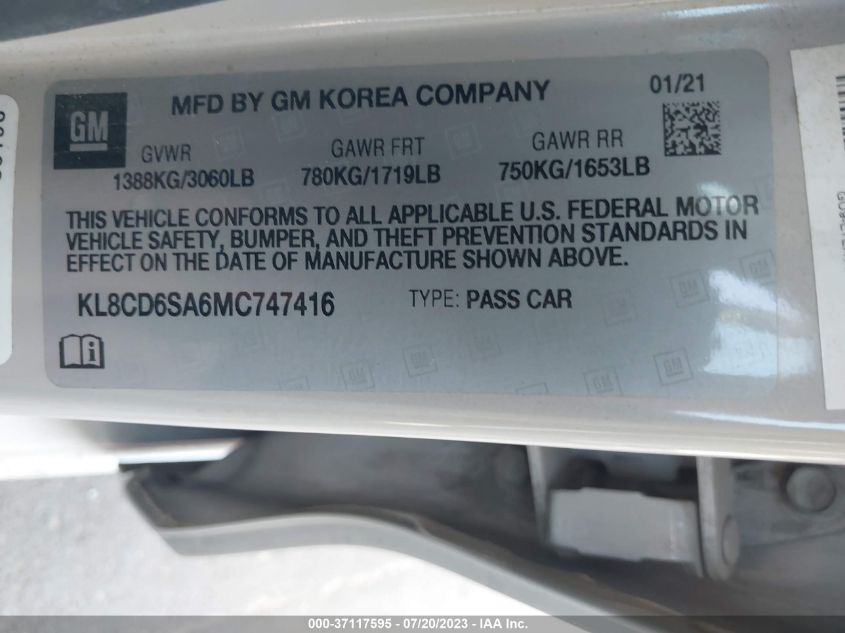 MFD BY GM KOREA COMPANY
01/21
GM
GVWR
GAWR FRT
GAWR RR
1388KG/3060LB
780KG/1719LB
750KG/1653LB
THIS VEHICLE CONFORMS TO ALL APPLICABLE U.S. FEDERAL MOTOR
VEHICLE SAFETY, BUMPER, AND THEFT PREVENTION STANDARDS IN
EFFECT ON THE DATE OF MANUFACTURE SHOWN ABOVE.
KL8CD6SA6MC747416
TYPE: PASS CAR
000-37117595 - 07/20/2023 - IAA Inc.